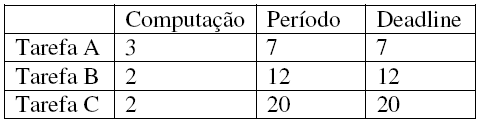 Computação Período Deadline
Tarefa A 3 7 7
Tarefa B 2 12 12
Tarefa C 2 20 20